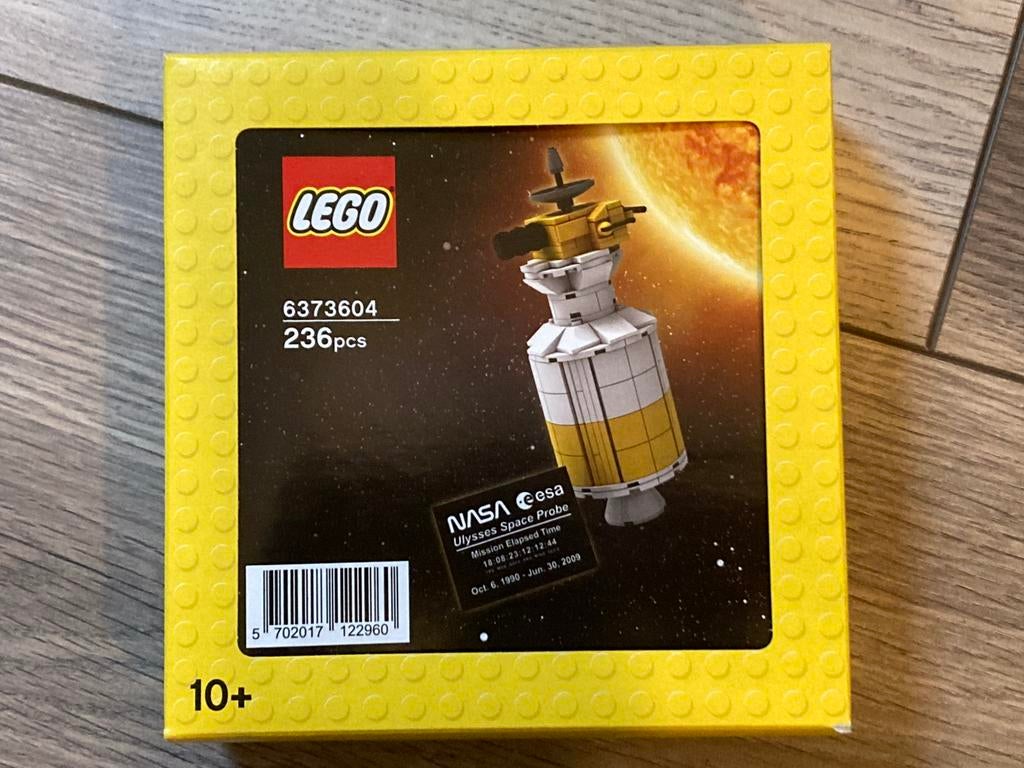 LEGO
6373604
236pcs
NASA esa
Ulysses Space Probe
Mission Elapsed Time
18:08:23:12:12:44
Oct. 6, 1990 - Jun. 30, 2009
5 702017 122960
10+